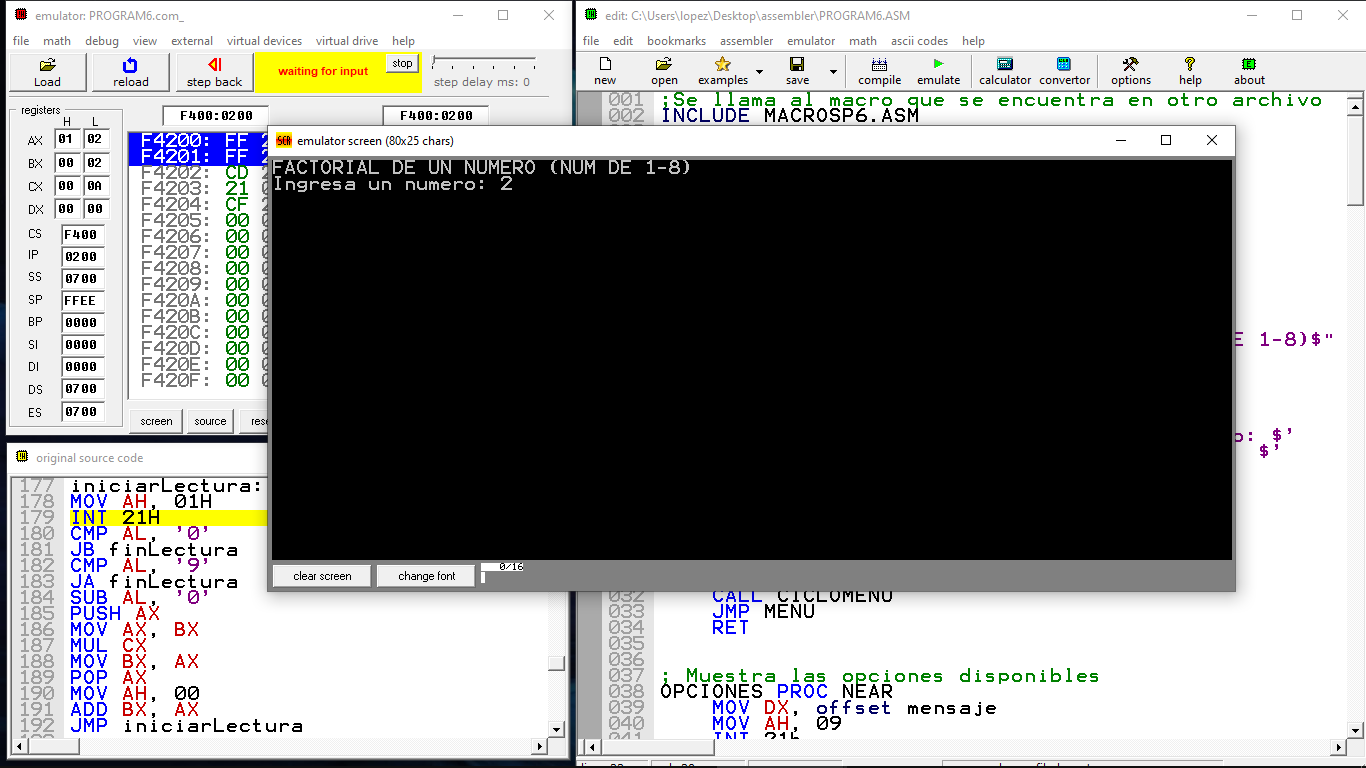 emulator: PROGRAM6.com_
file math debug view external virtual devices virtual drive help
Load reload step back waiting for input stop step delay ms: 0
registers H L F400:0200 F400:0200
AX 01 02
BX 00 02
CX 00 0A
DX 00 00
CS F400
IP 0200
SS 0700
SP FFEE
BP 0000
SI 0000
DI 0000
DS 0700
ES 0700
F4200: FF 2
F4201: FF 2
F4202: CD 2
F4203: 21
F4204: CF 2
F4205: 00 0
F4206: 00 0
F4207: 00 0
F4208: 00 0
F4209: 00 0
F420A: 00 0
F420B: 00 0
F420C: 00 0
F420D: 00 0
F420E: 00 0
F420F: 00 0
screen source rese
edit: C:\Users\lopez\Desktop\assembler\PROGRAM6.ASM
file edit bookmarks assembler emulator math ascii codes help
new open examples save compile emulate calculator convertor options help about
001 ;Se llama al macro que se encuentra en otro archivo
002 INCLUDE MACROSP6.ASM
E 1-8)$"
o: $'
$'
emulator screen (80x25 chars)
FACTORIAL DE UN NUMERO (NUM DE 1-8)
Ingresa un numero: 2
clear screen change font 0/16
032 CALL CICLOMENU
033 JMP MENU
034 RET
035
036
037 ; Muestra las opciones disponibles
038 OPCIONES PROC NEAR
039 MOV DX, offset mensaje
040 MOV AH, 09
041 INT 21h
original source code
177 iniciarLectura:
178 MOV AH, 01H
179 INT 21H
180 CMP AL, '0'
181 JB finLectura
182 CMP AL, '9'
183 JA finLectura
184 SUB AL, '0'
185 PUSH AX
186 MOV AX, BX
187 MUL CX
188 MOV BX, AX
189 POP AX
190 MOV AH, 00
191 ADD BX, AX
192 JMP iniciarLectura